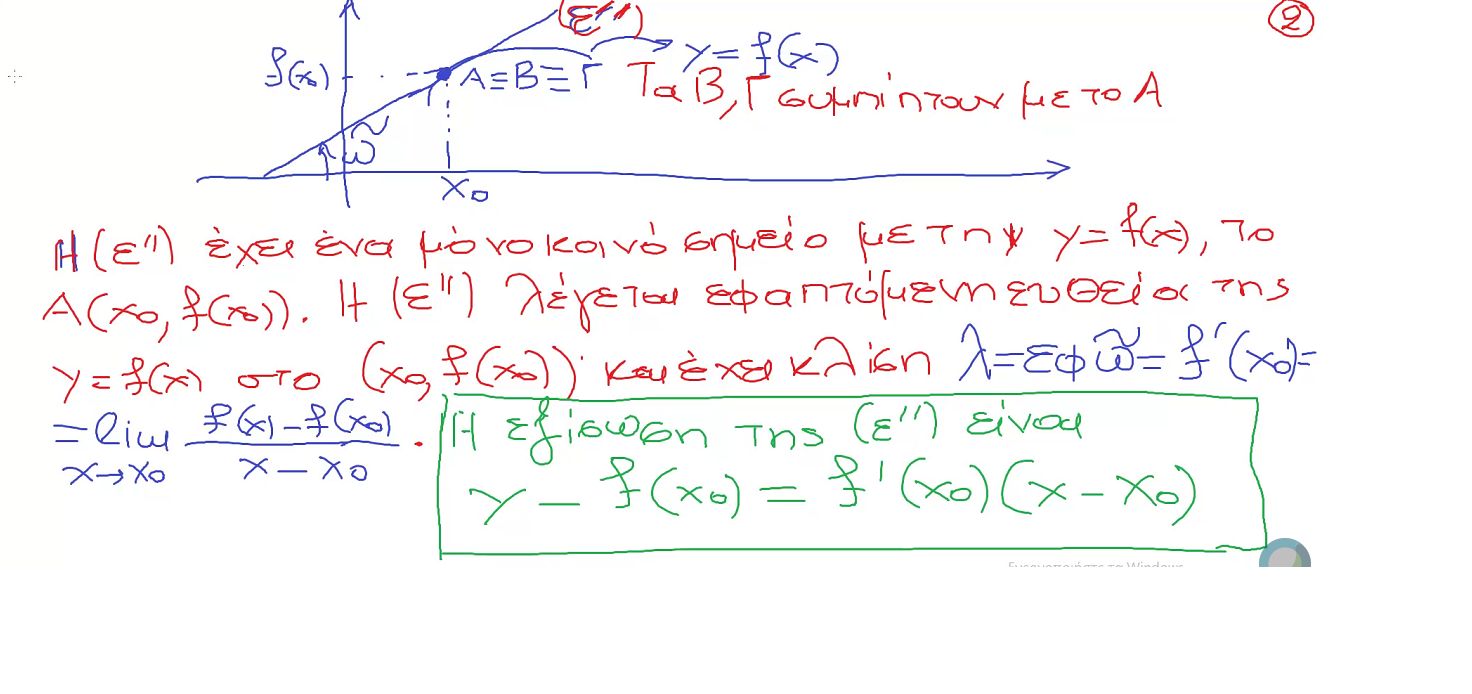 (ε'')
2
f(x₀)
y = f(x)
A ≡ B ≡ Γ Τα Β, Γ συμπίπτουν με το Α
ω̃
x₀
Η (ε'') έχει ένα μόνο κοινό σημείο με την y = f(x), το
Α(x₀, f(x₀)). Η (ε'') λέγεται εφαπτόμενη ευθεία της
y = f(x) στο (x₀, f(x₀)) και έχει κλίση λ = εφω̃ = f'(x₀) =
= lim f(x) - f(x₀) / x - x₀ .
x → x₀
Η εξίσωση της (ε'') είναι
y - f(x₀) = f'(x₀)(x - x₀)